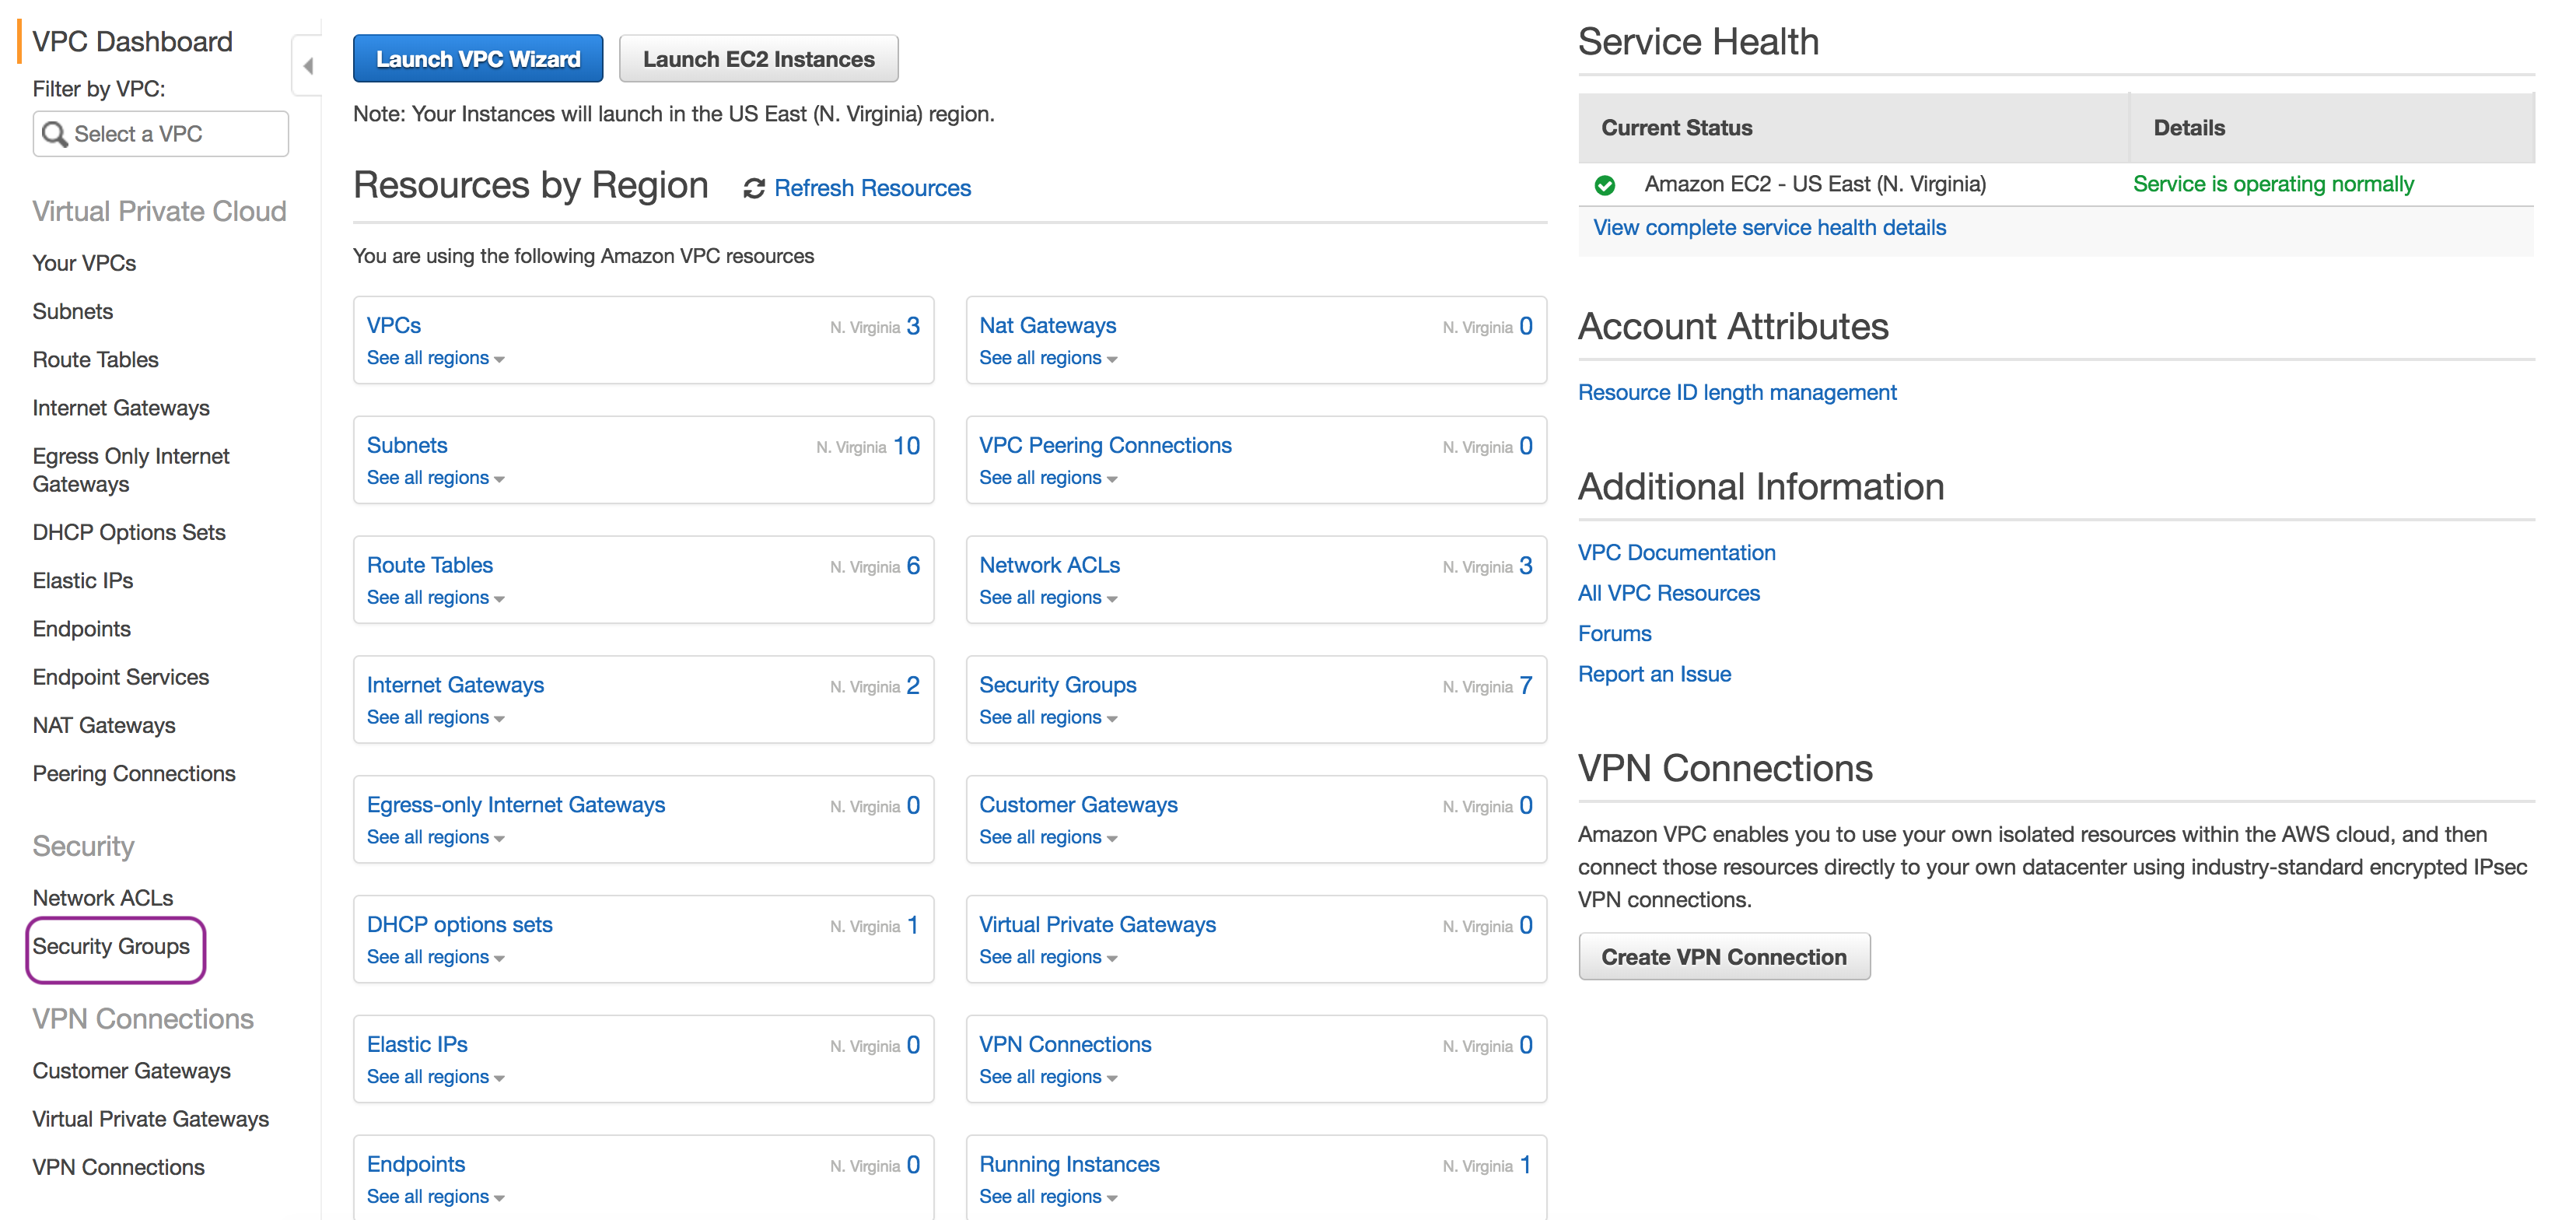 VPC Dashboard
Filter by VPC:
Select a VPC
Virtual Private Cloud
Your VPCs
Subnets
Route Tables
Internet Gateways
Egress Only Internet
Gateways
DHCP Options Sets
Elastic IPs
Endpoints
Endpoint Services
NAT Gateways
Peering Connections
Security
Network ACLs
Security Groups
VPN Connections
Customer Gateways
Virtual Private Gateways
VPN Connections
Launch VPC Wizard
Launch EC2 Instances
Note: Your Instances will launch in the US East (N. Virginia) region.
Resources by Region Refresh Resources
You are using the following Amazon VPC resources
VPCs N. Virginia 3
See all regions
Nat Gateways N. Virginia 0
See all regions
Subnets N. Virginia 10
See all regions
VPC Peering Connections N. Virginia 0
See all regions
Route Tables N. Virginia 6
See all regions
Network ACLs N. Virginia 3
See all regions
Internet Gateways N. Virginia 2
See all regions
Security Groups N. Virginia 7
See all regions
Egress-only Internet Gateways N. Virginia 0
See all regions
Customer Gateways N. Virginia 0
See all regions
DHCP options sets N. Virginia 1
See all regions
Virtual Private Gateways N. Virginia 0
See all regions
Elastic IPs N. Virginia 0
See all regions
VPN Connections N. Virginia 0
See all regions
Endpoints N. Virginia 0
See all regions
Running Instances N. Virginia 1
See all regions
Service Health
Current Status Details
Amazon EC2 - US East (N. Virginia) Service is operating normally
View complete service health details
Account Attributes
Resource ID length management
Additional Information
VPC Documentation
All VPC Resources
Forums
Report an Issue
VPN Connections
Amazon VPC enables you to use your own isolated resources within the AWS cloud, and then
connect those resources directly to your own datacenter using industry-standard encrypted IPsec
VPN connections.
Create VPN Connection